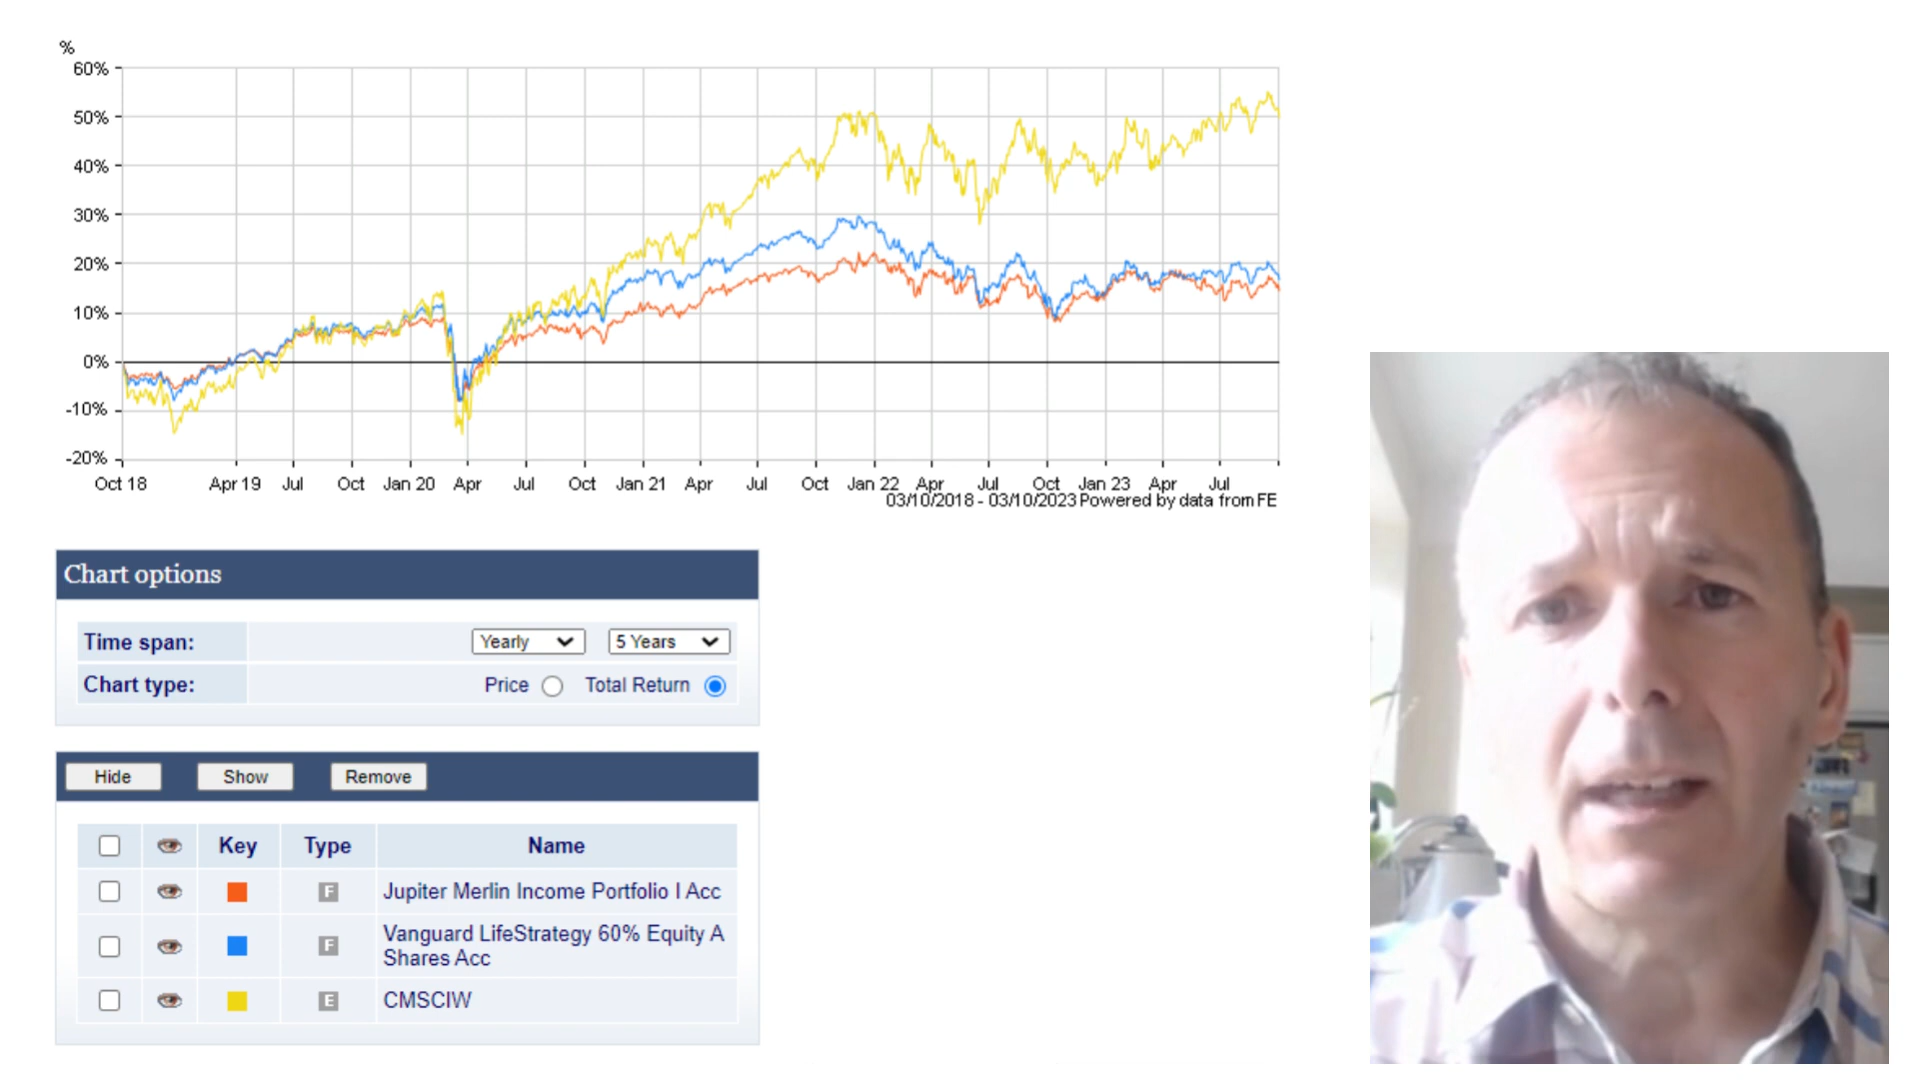 %
60%
50%
40%
30%
20%
10%
0%
-10%
-20%
Oct 18 Apr 19 Jul Oct Jan 20 Apr Jul Oct Jan 21 Apr Jul Oct Jan 22 Apr Jul Oct Jan 23 Apr Jul
03/10/2018 - 03/10/2023 Powered by data from FE
Chart options
Time span: Yearly 5 Years
Chart type: Price Total Return
Hide Show Remove
Key Type Name
F Jupiter Merlin Income Portfolio I Acc
F Vanguard LifeStrategy 60% Equity A
Shares Acc
E CMSCIW